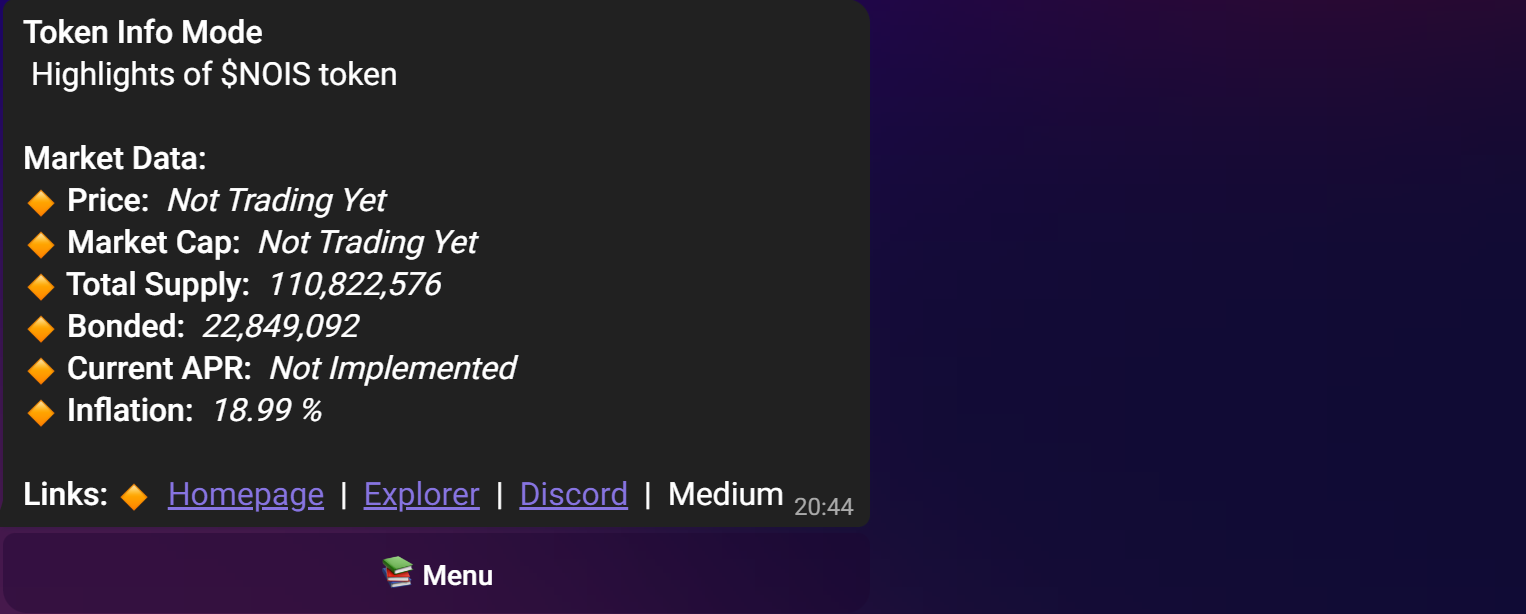 Token Info Mode
Highlights of $NOIS token
Market Data:
🔸 Price: Not Trading Yet
🔸 Market Cap: Not Trading Yet
🔸 Total Supply: 110,822,576
🔸 Bonded: 22,849,092
🔸 Current APR: Not Implemented
🔸 Inflation: 18.99 %
Links: 🔸 Homepage | Explorer | Discord | Medium 20:44
📚 Menu